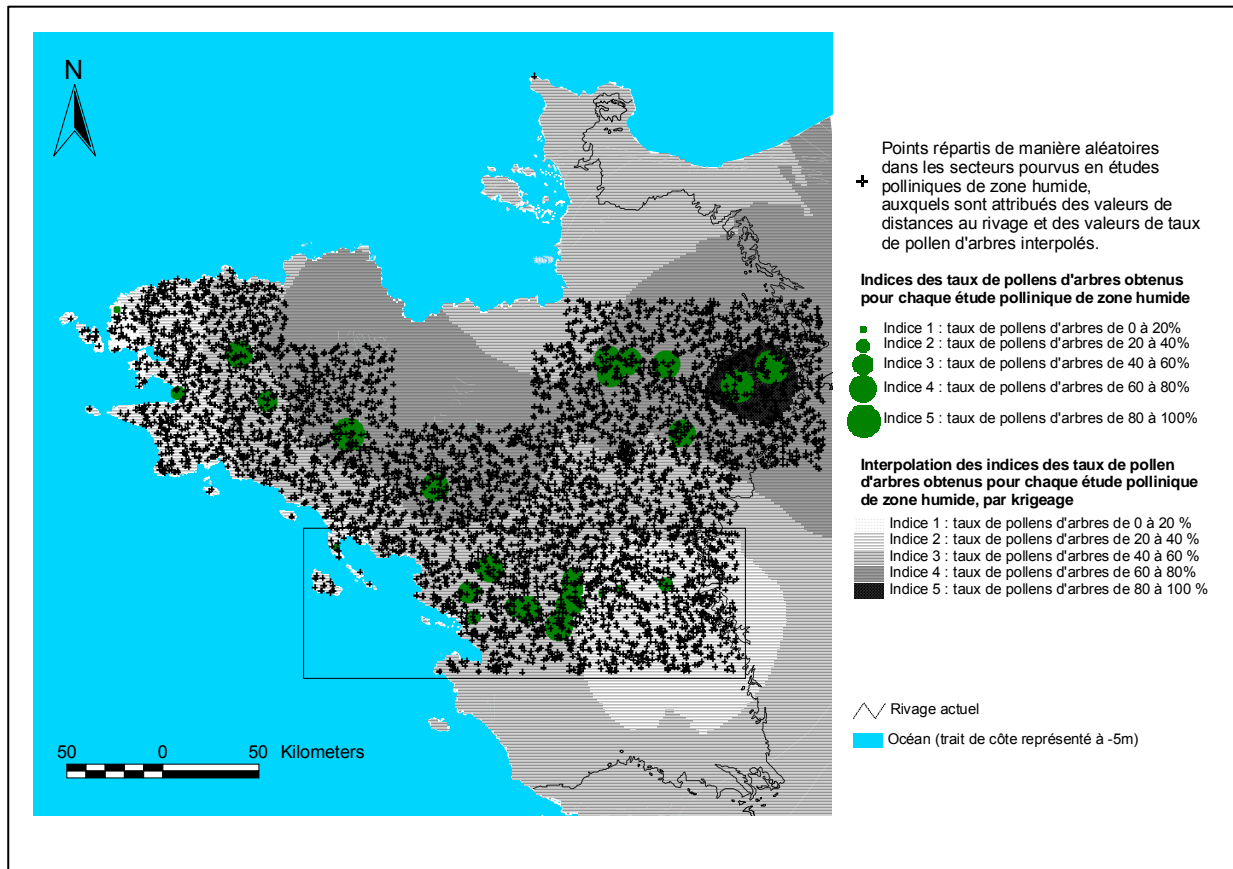 N
50 0 50 Kilometers
Points répartis de manière aléatoires
dans les secteurs pourvus en études
polliniques de zone humide,
auxquels sont attribués des valeurs de
distances au rivage et des valeurs de taux
de pollen d'arbres interpolés.
Indices des taux de pollens d'arbres obtenus
pour chaque étude pollinique de zone humide
Indice 1 : taux de pollens d'arbres de 0 à 20%
Indice 2 : taux de pollens d'arbres de 20 à 40%
Indice 3 : taux de pollens d'arbres de 40 à 60%
Indice 4 : taux de pollens d'arbres de 60 à 80%
Indice 5 : taux de pollens d'arbres de 80 à 100%
Interpolation des indices des taux de pollen
d'arbres obtenus pour chaque étude pollinique
de zone humide, par krigeage
Indice 1 : taux de pollens d'arbres de 0 à 20 %
Indice 2 : taux de pollens d'arbres de 20 à 40 %
Indice 3 : taux de pollens d'arbres de 40 à 60 %
Indice 4 : taux de pollens d'arbres de 60 à 80%
Indice 5 : taux de pollens d'arbres de 80 à 100 %
Rivage actuel
Océan (trait de côte représenté à -5m)